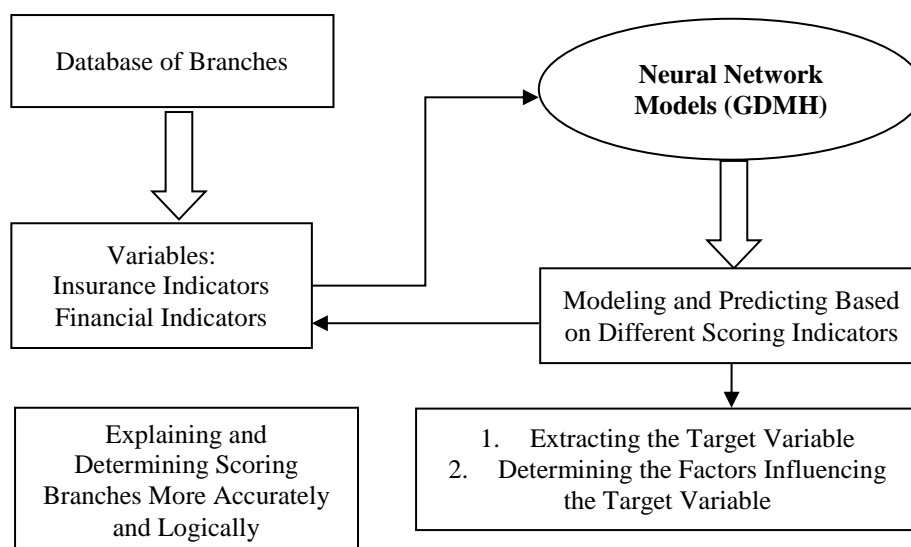 Database of Branches
Neural Network
Models (GDMH)
Variables:
Insurance Indicators
Financial Indicators
Modeling and Predicting Based
on Different Scoring Indicators
Explaining and
Determining Scoring
Branches More Accurately
and Logically
1. Extracting the Target Variable
2. Determining the Factors Influencing
the Target Variable